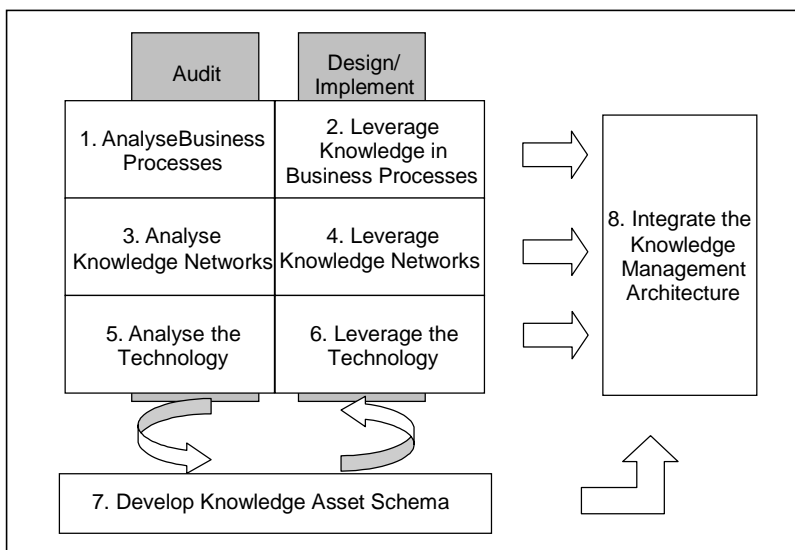 Audit
Design/
Implement
1. AnalyseBusiness
Processes
2. Leverage
Knowledge in
Business Processes
3. Analyse
Knowledge Networks
4. Leverage
Knowledge Networks
5. Analyse the
Technology
6. Leverage the
Technology
8. Integrate the
Knowledge
Management
Architecture
7. Develop Knowledge Asset Schema